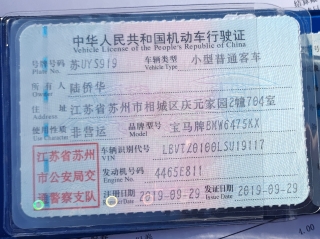 中华人民共和国机动车行驶证
Vehicle License of the People's Republic of China
号牌号码 苏UY5919 车辆类型 小型普通客车
Plate No. Vehicle Type
所有人 陆侨华
Owner
住址 江苏省苏州市相城区庆元家园2幢704室
Address
使用性质 非营运 品牌型号 宝马牌BMW6475KX
Use Character Model
江苏省苏州 车辆识别代号 LBVTZ0100LSU19117
VIN
市公安局交 发动机号码 4465E811
Engine No.
警察支队 注册日期 2019-09-29 发证日期 2019-09-29
Register Date Issue Date